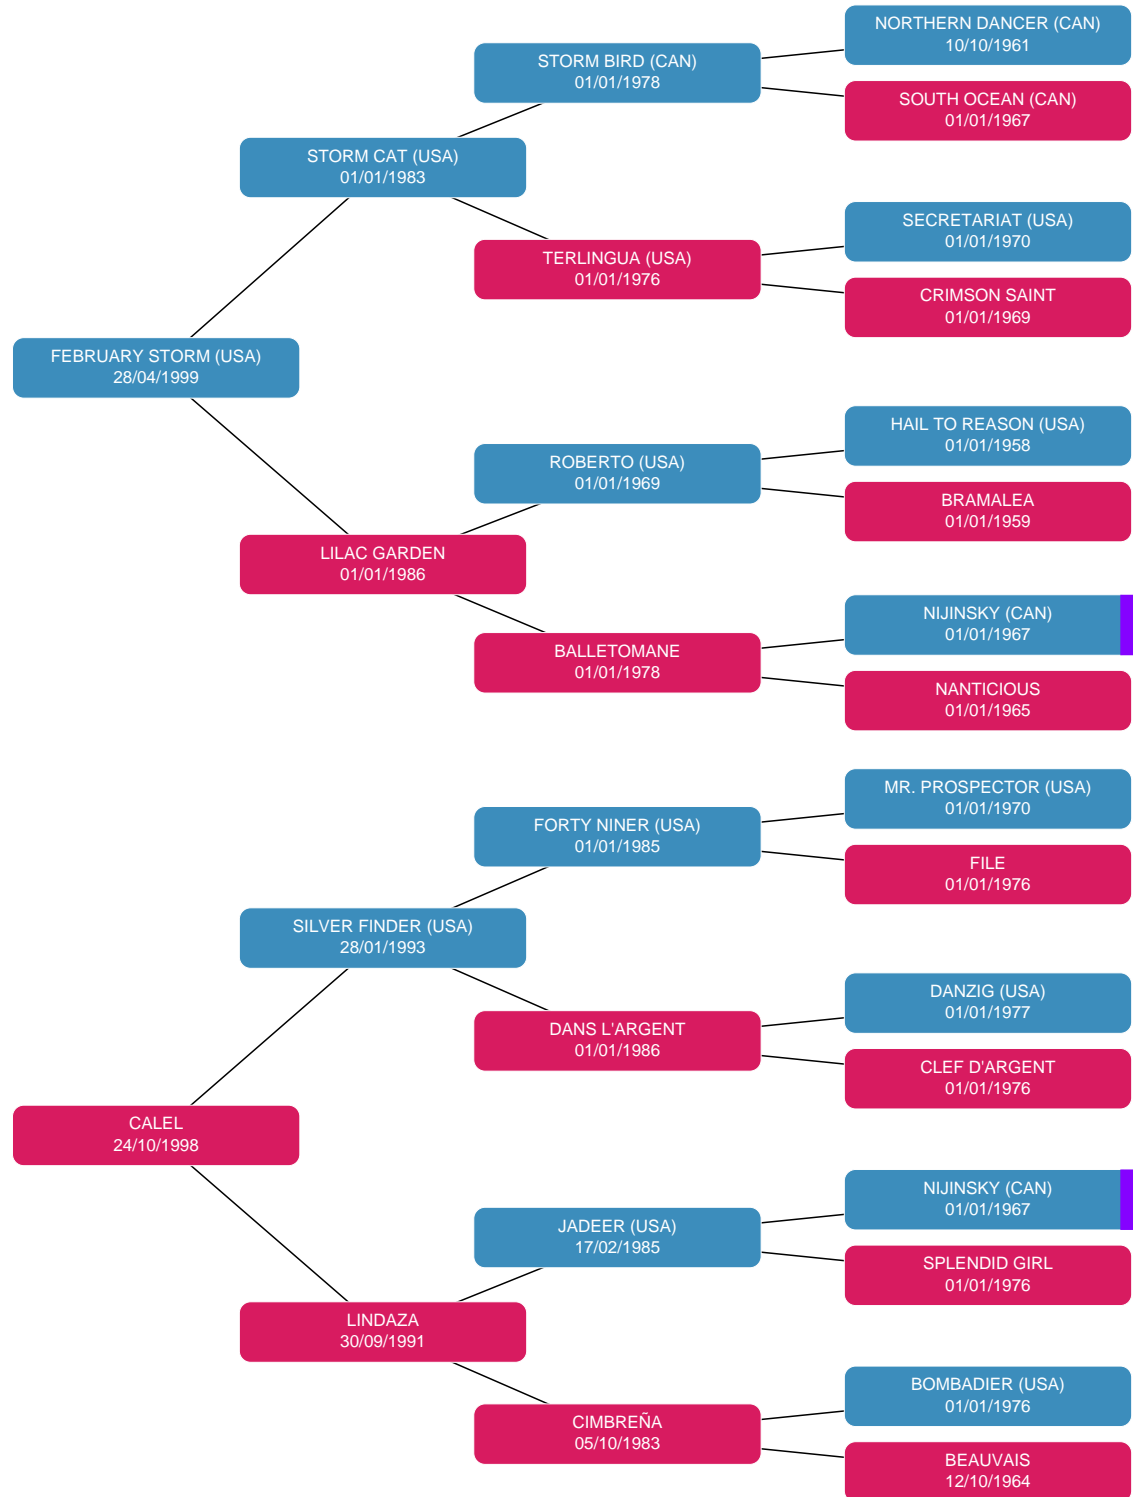 NORTHERN DANCER (CAN)
10/10/1961
STORM BIRD (CAN)
01/01/1978
SOUTH OCEAN (CAN)
01/01/1967
STORM CAT (USA)
01/01/1983
SECRETARIAT (USA)
01/01/1970
TERLINGUA (USA)
01/01/1976
CRIMSON SAINT
01/01/1969
FEBRUARY STORM (USA)
28/04/1999
HAIL TO REASON (USA)
01/01/1958
ROBERTO (USA)
01/01/1969
BRAMALEA
01/01/1959
LILAC GARDEN
01/01/1986
NIJINSKY (CAN)
01/01/1967
BALLETOMANE
01/01/1978
NANTICIOUS
01/01/1965
MR. PROSPECTOR (USA)
01/01/1970
FORTY NINER (USA)
01/01/1985
FILE
01/01/1976
SILVER FINDER (USA)
28/01/1993
DANZIG (USA)
01/01/1977
DANS L'ARGENT
01/01/1986
CLEF D'ARGENT
01/01/1976
CALEL
24/10/1998
NIJINSKY (CAN)
01/01/1967
JADEER (USA)
17/02/1985
SPLENDID GIRL
01/01/1976
LINDAZA
30/09/1991
BOMBADIER (USA)
01/01/1976
CIMBREÑA
05/10/1983
BEAUVAIS
12/10/1964